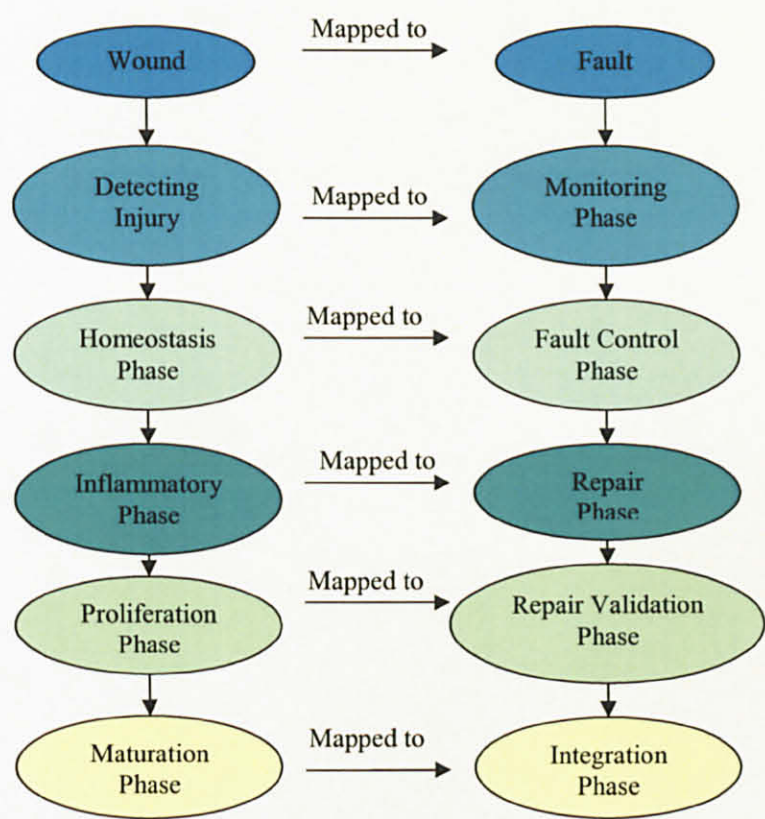 Wound
Mapped to
Fault
Detecting
Injury
Mapped to
Monitoring
Phase
Homeostasis
Phase
Mapped to
Fault Control
Phase
Inflammatory
Phase
Mapped to
Repair
Phase
Proliferation
Phase
Mapped to
Repair Validation
Phase
Maturation
Phase
Mapped to
Integration
Phase